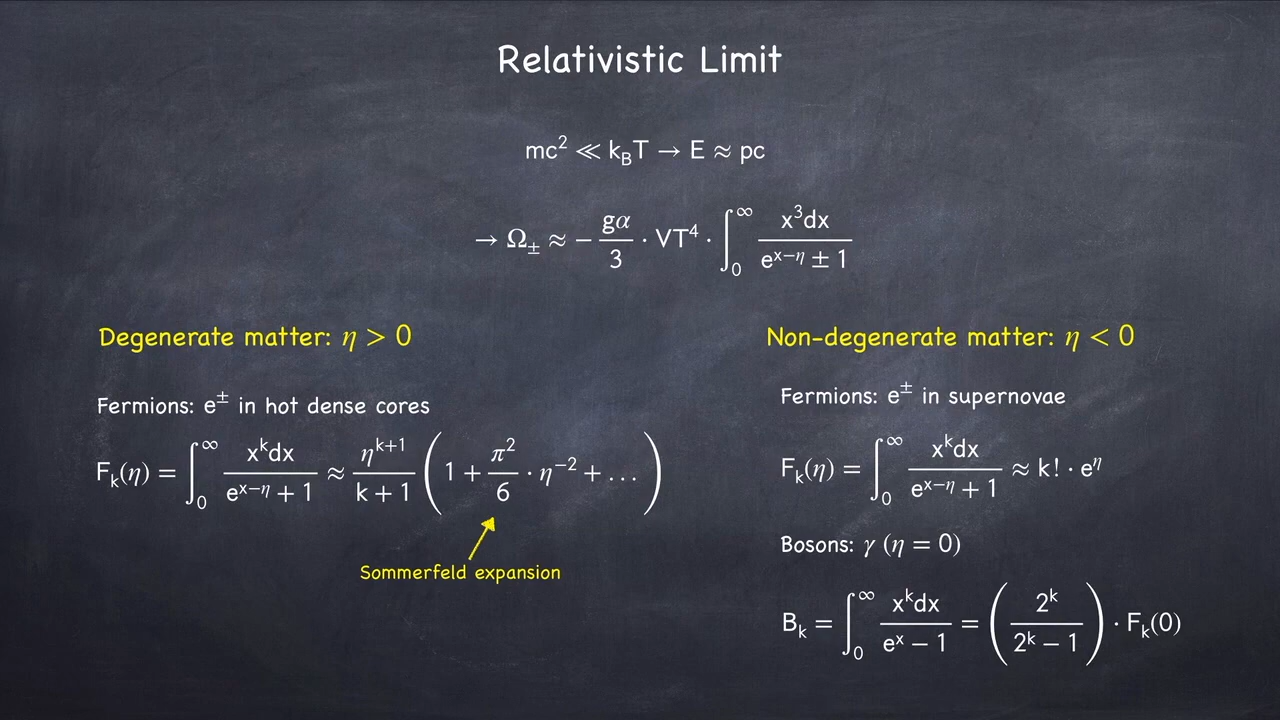 Relativistic Limit
mc² ≪ k_BT → E ≈ pc
→ Ω_± ≈ − gα/3 · VT⁴ · ∫₀^∞ x³dx / (e^{x−η} ± 1)
Degenerate matter: η > 0
Fermions: e^± in hot dense cores
F_k(η) = ∫₀^∞ x^k dx / (e^{x−η} + 1) ≈ η^{k+1}/(k + 1) (1 + π²/6 · η^{−2} + ...)
Sommerfeld expansion
Non-degenerate matter: η < 0
Fermions: e^± in supernovae
F_k(η) = ∫₀^∞ x^k dx / (e^{x−η} + 1) ≈ k! · e^η
Bosons: γ (η = 0)
B_k = ∫₀^∞ x^k dx / (e^x − 1) = (2^k / (2^k − 1)) · F_k(0)